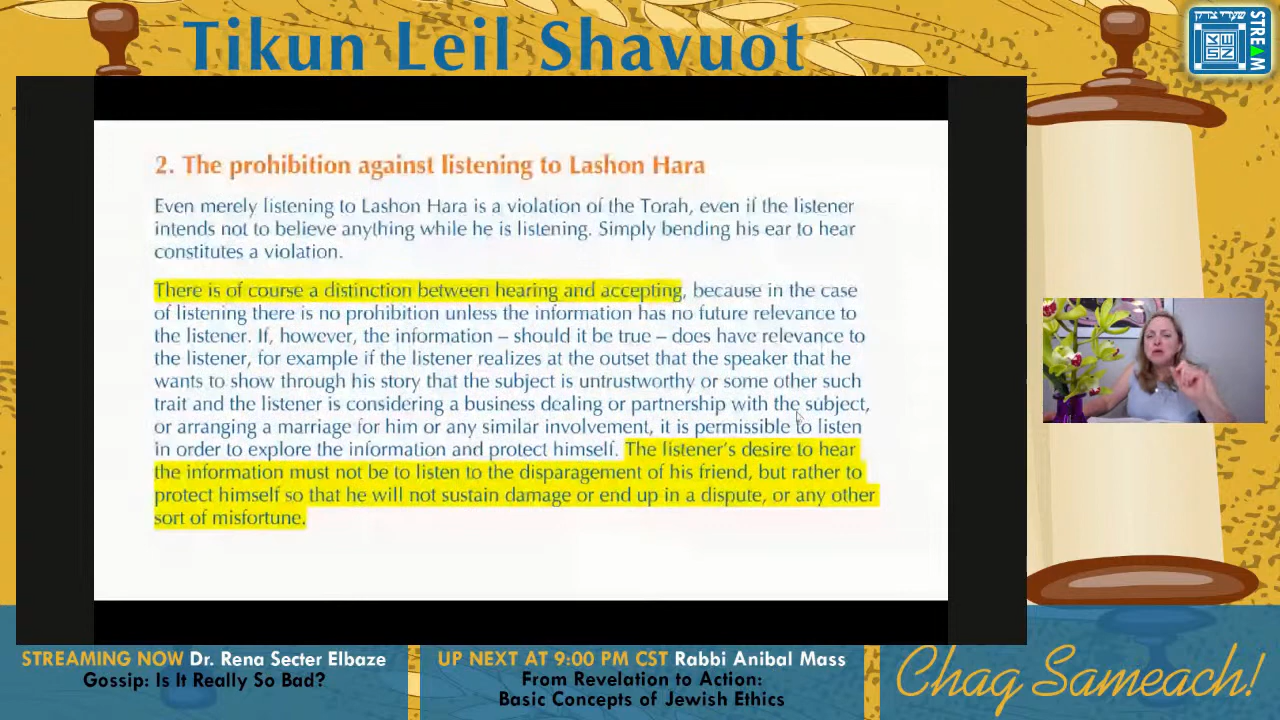 Tikun Leil Shavuot
שערי צדק
STREAM
2. The prohibition against listening to Lashon Hara
Even merely listening to Lashon Hara is a violation of the Torah, even if the listener
intends not to believe anything while he is listening. Simply bending his ear to hear
constitutes a violation.
There is of course a distinction between hearing and accepting, because in the case
of listening there is no prohibition unless the information has no future relevance to
the listener. If, however, the information – should it be true – does have relevance to
the listener, for example if the listener realizes at the outset that the speaker that he
wants to show through his story that the subject is untrustworthy or some other such
trait and the listener is considering a business dealing or partnership with the subject,
or arranging a marriage for him or any similar involvement, it is permissible to listen
in order to explore the information and protect himself. The listener's desire to hear
the information must not be to listen to the disparagement of his friend, but rather to
protect himself so that he will not sustain damage or end up in a dispute, or any other
sort of misfortune.
STREAMING NOW Dr. Rena Secter Elbaze
Gossip: Is It Really So Bad?
UP NEXT AT 9:00 PM CST Rabbi Anibal Mass
From Revelation to Action:
Basic Concepts of Jewish Ethics
Chag Sameach!